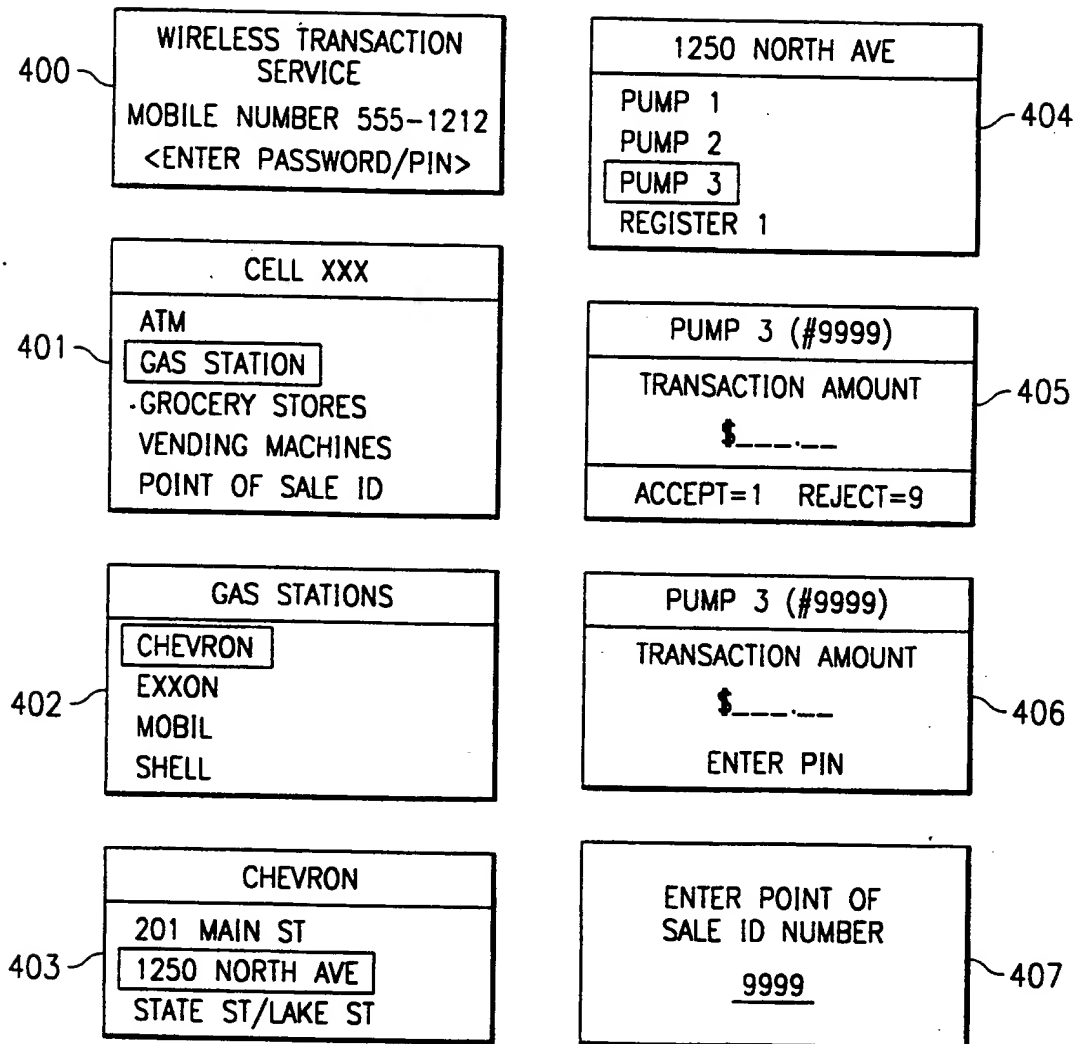 400
WIRELESS TRANSACTION
SERVICE
MOBILE NUMBER 555-1212
<ENTER PASSWORD/PIN>
401
CELL XXX
ATM
GAS STATION
GROCERY STORES
VENDING MACHINES
POINT OF SALE ID
402
GAS STATIONS
CHEVRON
EXXON
MOBIL
SHELL
403
CHEVRON
201 MAIN ST
1250 NORTH AVE
STATE ST/LAKE ST
404
1250 NORTH AVE
PUMP 1
PUMP 2
PUMP 3
REGISTER 1
405
PUMP 3 (#9999)
TRANSACTION AMOUNT
$___.__
ACCEPT=1 REJECT=9
406
PUMP 3 (#9999)
TRANSACTION AMOUNT
$___.__
ENTER PIN
407
ENTER POINT OF
SALE ID NUMBER
9999